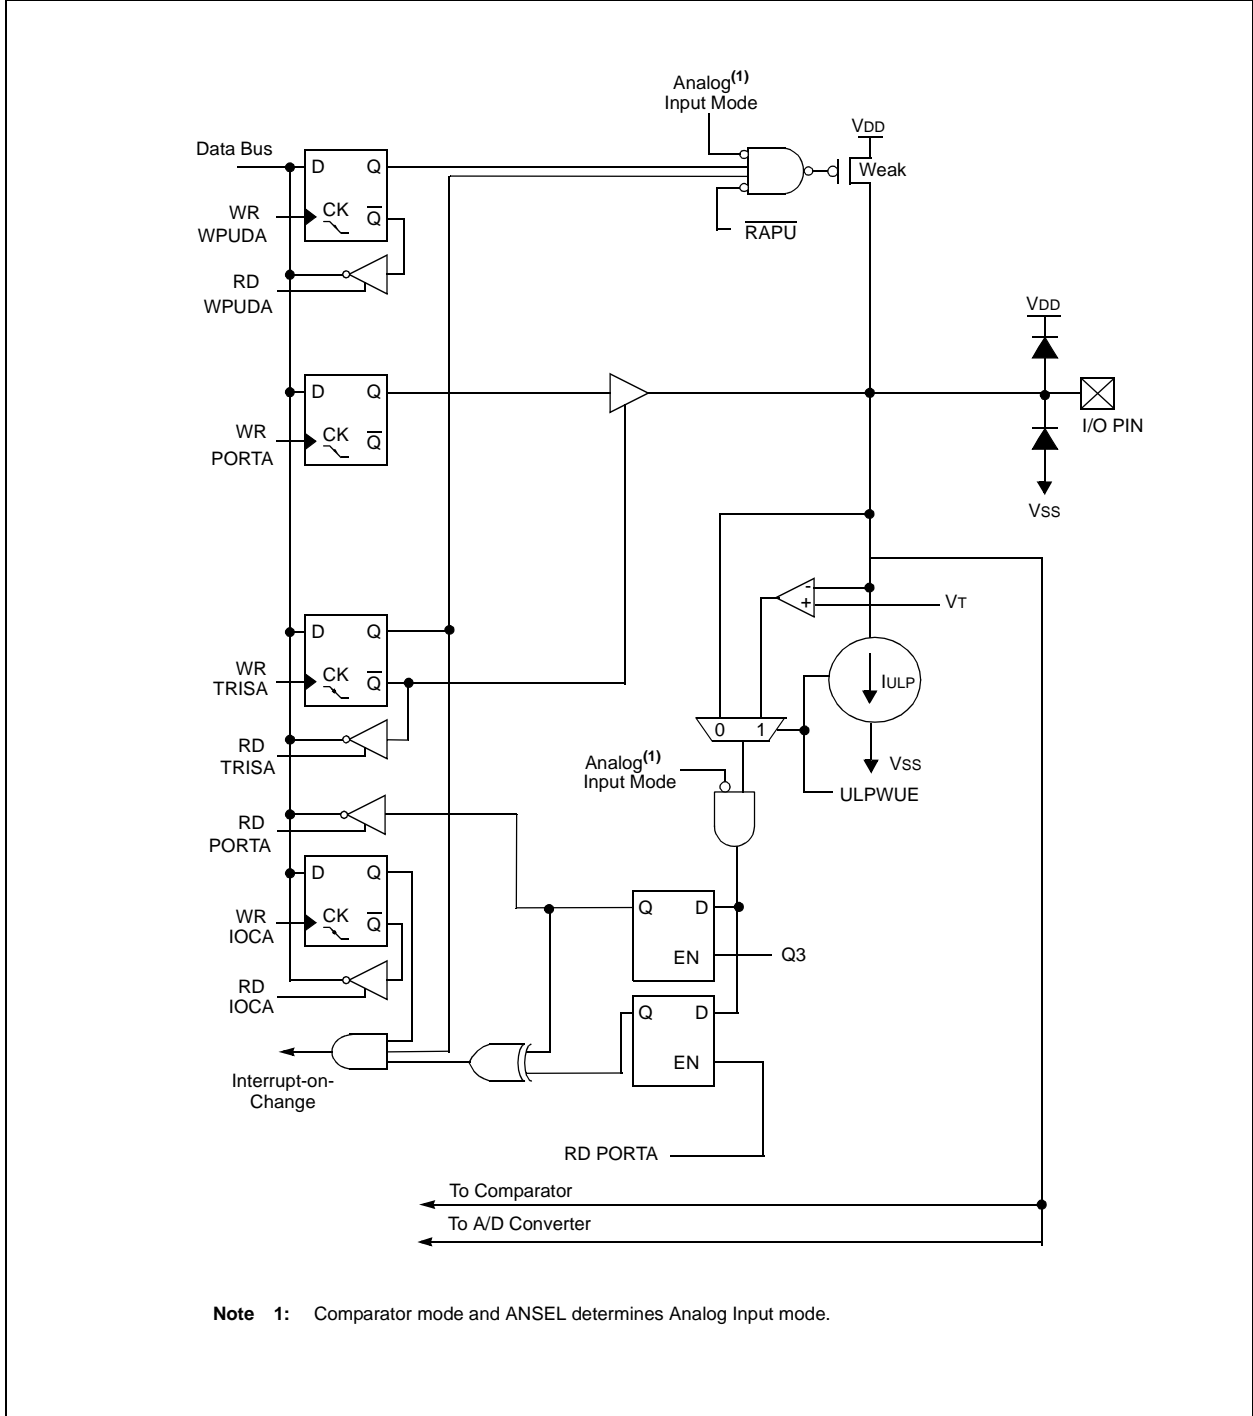 Analog(1)
Input Mode
VDD
Data Bus
D Q
Weak
WR
WPUDA
CK Q
RAPU
RD
WPUDA
VDD
D Q
WR
PORTA
CK Q
I/O PIN
VSS
- 
+
VT
D Q
WR
TRISA
CK Q
IULP
0 1
RD
TRISA
Analog(1)
Input Mode
VSS
ULPWUE
RD
PORTA
D Q
WR
IOCA
CK Q
Q D
EN
Q3
RD
IOCA
Q D
EN
Interrupt-on-
Change
RD PORTA
To Comparator
To A/D Converter
Note 1: Comparator mode and ANSEL determines Analog Input mode.